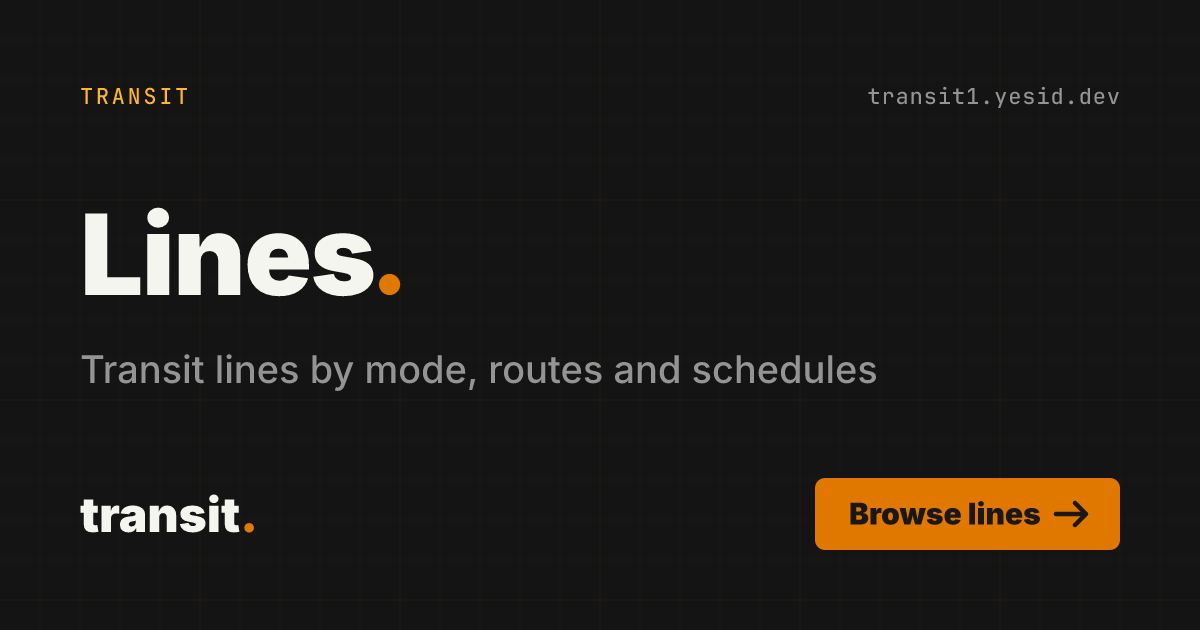 TRANSIT
transit1.yesid.dev
Lines.
Transit lines by mode, routes and schedules
transit.
Browse lines →